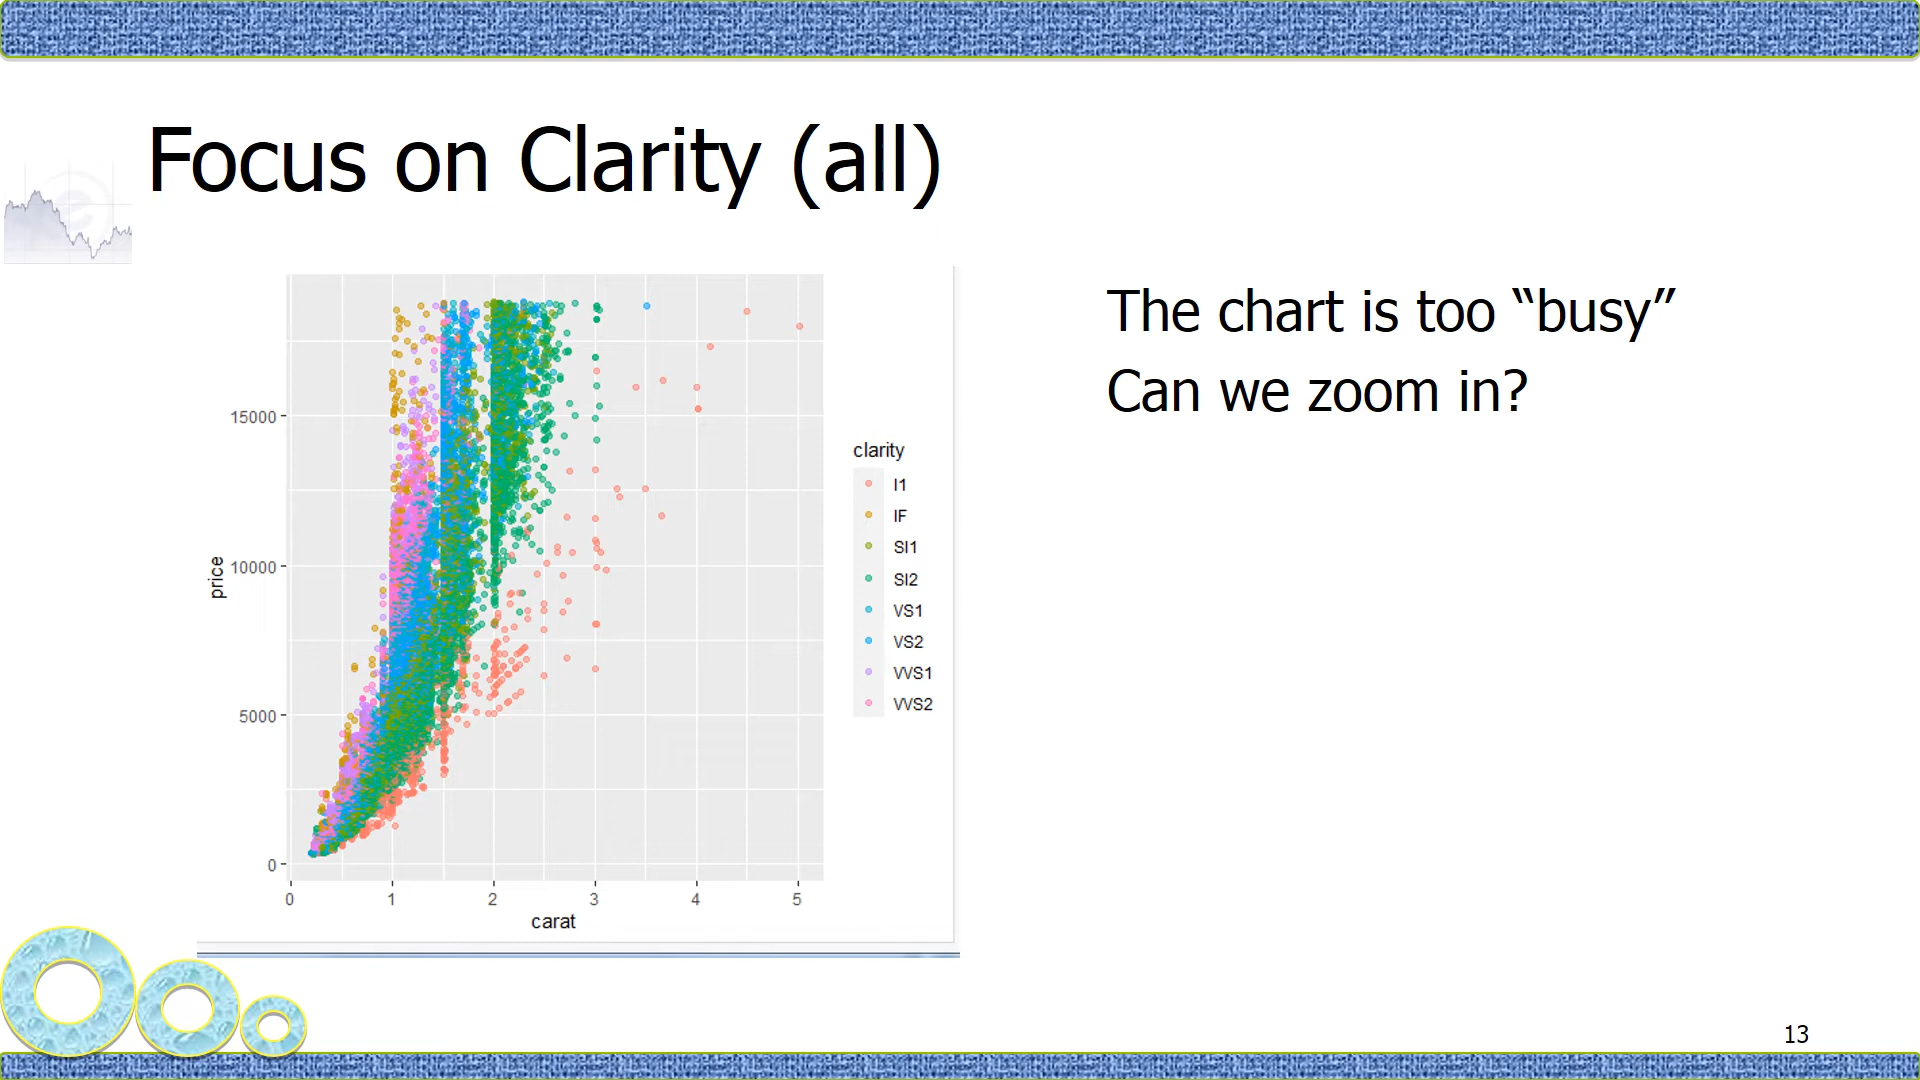 Focus on Clarity (all)
The chart is too “busy”
Can we zoom in?
price
15000
10000
5000
0
0 1 2 3 4 5
carat
clarity
I1
IF
SI1
SI2
VS1
VS2
VVS1
VVS2
13